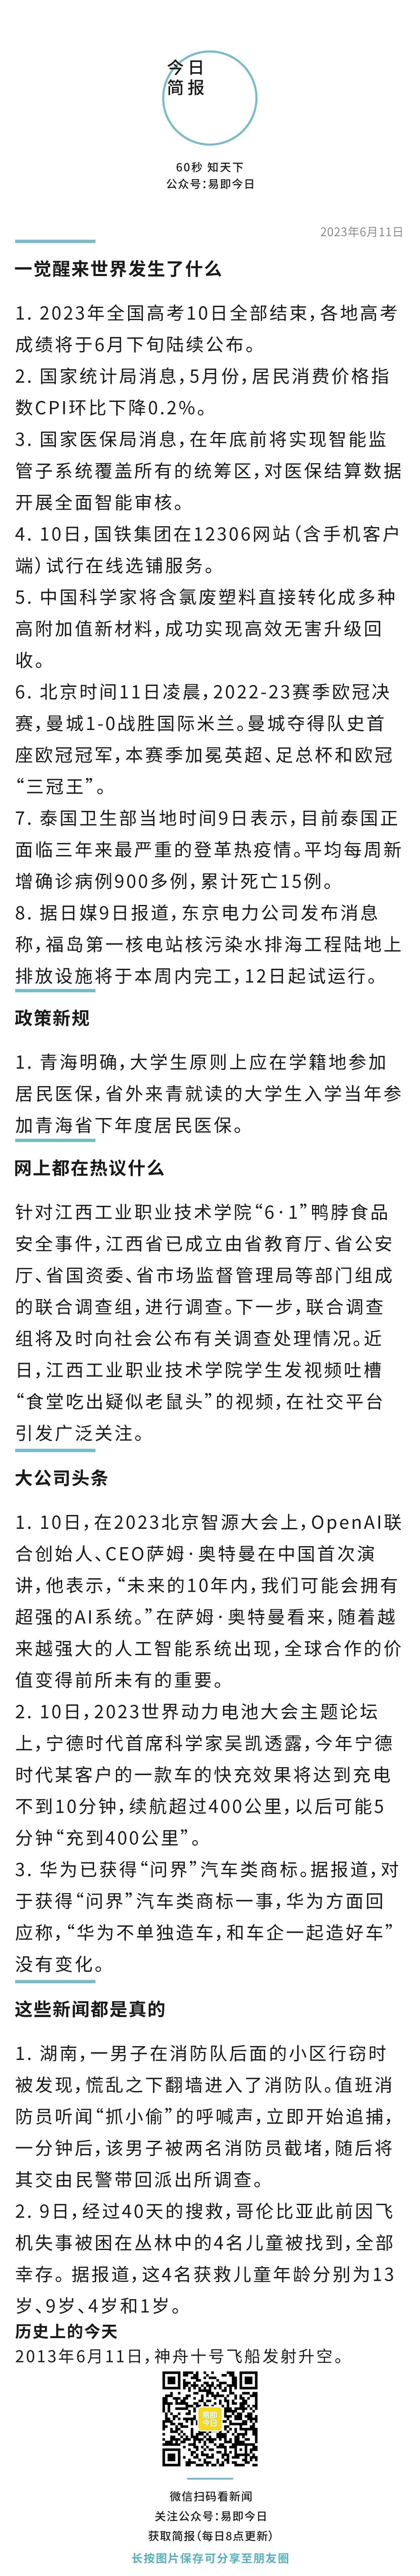 今日
简报
60秒 知天下
公众号：易即今日
2023年6月11日
一觉醒来世界发生了什么
1. 2023年全国高考10日全部结束，各地高考
成绩将于6月下旬陆续公布。
2. 国家统计局消息，5月份，居民消费价格指
数CPI环比下降0.2%。
3. 国家医保局消息，在年底前将实现智能监
管子系统覆盖所有的统筹区，对医保结算数据
开展全面智能审核。
4. 10日，国铁集团在12306网站（含手机客户
端）试行在线选铺服务。
5. 中国科学家将含氯废塑料直接转化成多种
高附加值新材料，成功实现高效无害升级回
收。
6. 北京时间11日凌晨，2022-23赛季欧冠决
赛，曼城1-0战胜国际米兰。曼城夺得队史首
座欧冠冠军，本赛季加冕英超、足总杯和欧冠
“三冠王”。
7. 泰国卫生部当地时间9日表示，目前泰国正
面临三年来最严重的登革热疫情。平均每周新
增确诊病例900多例，累计死亡15例。
8. 据日媒9日报道，东京电力公司发布消息
称，福岛第一核电站核污染水排海工程陆地上
排放设施将于本周内完工，12日起试运行。
政策新规
1. 青海明确，大学生原则上应在学籍地参加
居民医保，省外来青就读的大学生入学当年参
加青海省下年度居民医保。
网上都在热议什么
针对江西工业职业技术学院“6·1”鸭脖食品
安全事件，江西省已成立由省教育厅、省公安
厅、省国资委、省市场监督管理局等部门组成
的联合调查组，进行调查。下一步，联合调查
组将及时向社会公布有关调查处理情况。近
日，江西工业职业技术学院学生发视频吐槽
“食堂吃出疑似老鼠头”的视频，在社交平台
引发广泛关注。
大公司头条
1. 10日，在2023北京智源大会上，OpenAI联
合创始人、CEO萨姆·奥特曼在中国首次演
讲，他表示，“未来的10年内，我们可能会拥有
超强的AI系统。”在萨姆·奥特曼看来，随着越
来越强大的人工智能系统出现，全球合作的价
值变得前所未有的重要。
2. 10日，2023世界动力电池大会主题论坛
上，宁德时代首席科学家吴凯透露，今年宁德
时代某客户的一款车的快充效果将达到充电
不到10分钟，续航超过400公里，以后可能5
分钟“充到400公里”。
3. 华为已获得“问界”汽车类商标。据报道，对
于获得“问界”汽车类商标一事，华为方面回
应称，“华为不单独造车，和车企一起造好车”
没有变化。
这些新闻都是真的
1. 湖南，一男子在消防队后面的小区行窃时
被发现，慌乱之下翻墙进入了消防队。值班消
防员听闻“抓小偷”的呼喊声，立即开始追捕，
一分钟后，该男子被两名消防员截堵，随后将
其交由民警带回派出所调查。
2. 9日，经过40天的搜救，哥伦比亚此前因飞
机失事被困在丛林中的4名儿童被找到，全部
幸存。据报道，这4名获救儿童年龄分别为13
岁、9岁、4岁和1岁。
历史上的今天
2013年6月11日，神舟十号飞船发射升空。
易即
今日
微信扫码看新闻
关注公众号：易即今日
获取简报（每日8点更新）
长按图片保存可分享至朋友圈